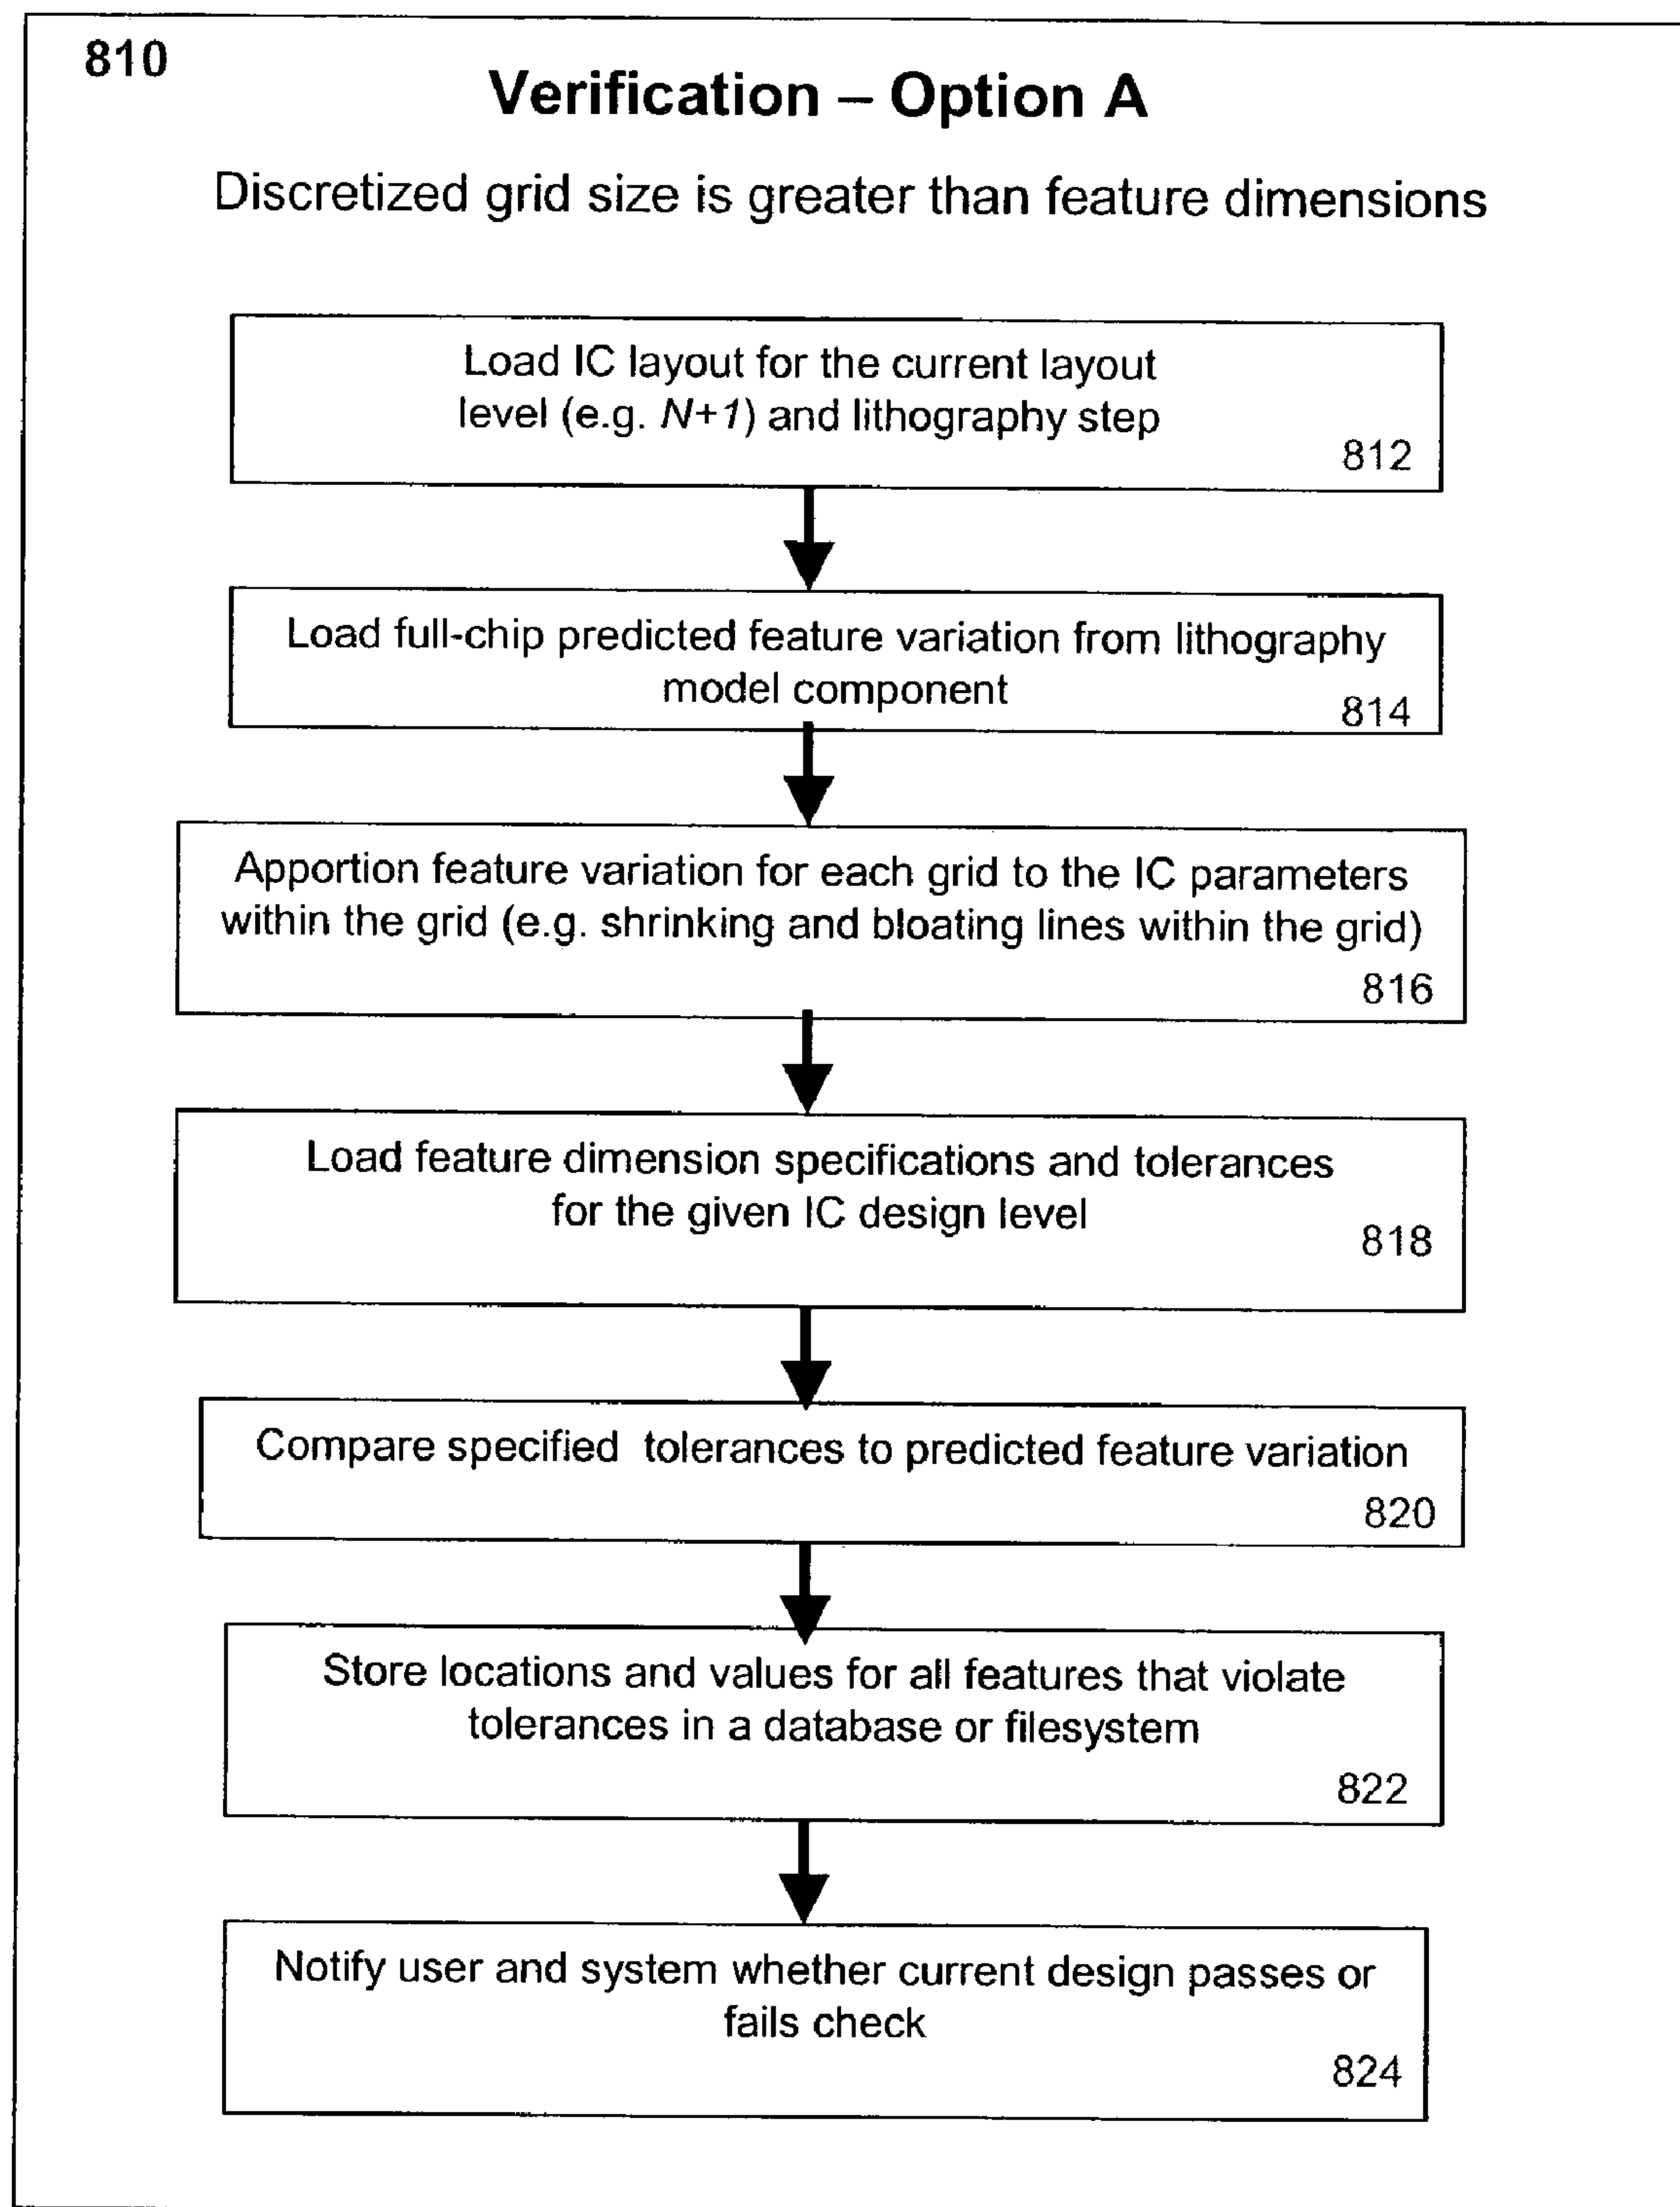 810
Verification – Option A
Discretized grid size is greater than feature dimensions
Load IC layout for the current layout
level (e.g. N+1) and lithography step
812
Load full-chip predicted feature variation from lithography
model component
814
Apportion feature variation for each grid to the IC parameters
within the grid (e.g. shrinking and bloating lines within the grid)
816
Load feature dimension specifications and tolerances
for the given IC design level
818
Compare specified  tolerances to predicted feature variation
820
Store locations and values for all features that violate
tolerances in a database or filesystem
822
Notify user and system whether current design passes or
fails check
824